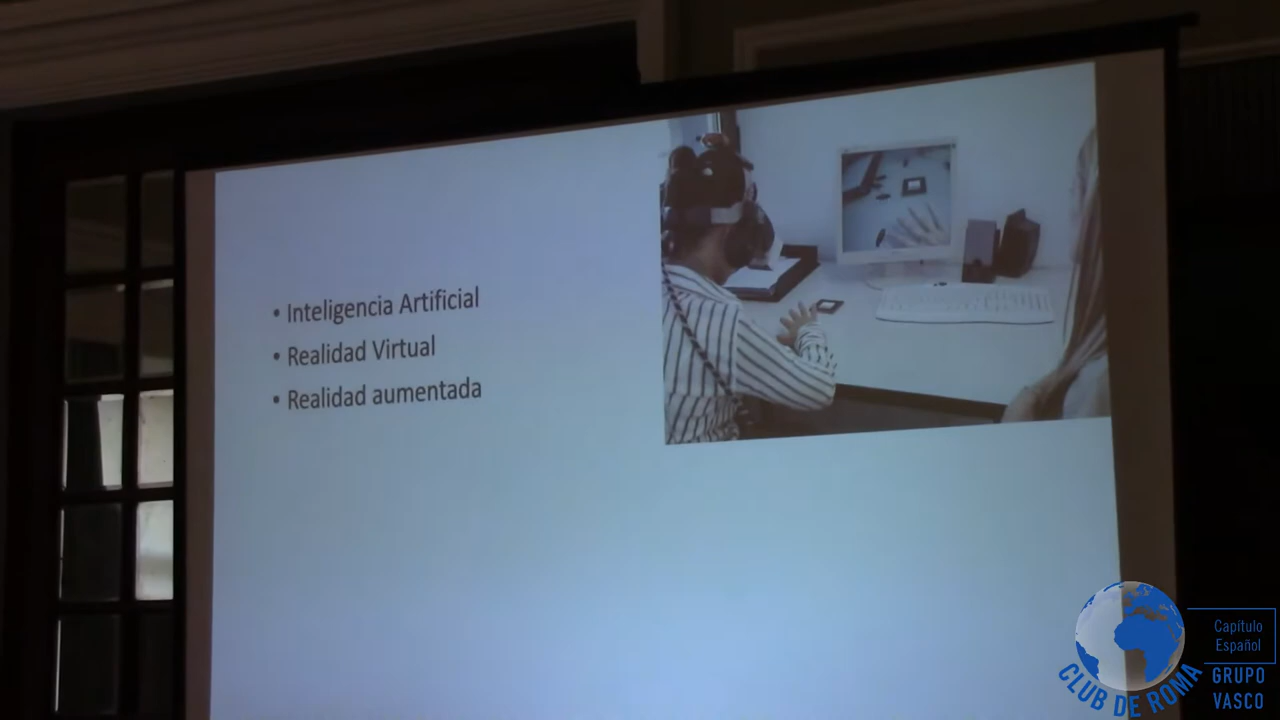 • Inteligencia Artificial
• Realidad Virtual
• Realidad aumentada
CLUB DE ROMA
Capítulo
Español
GRUPO
VASCO